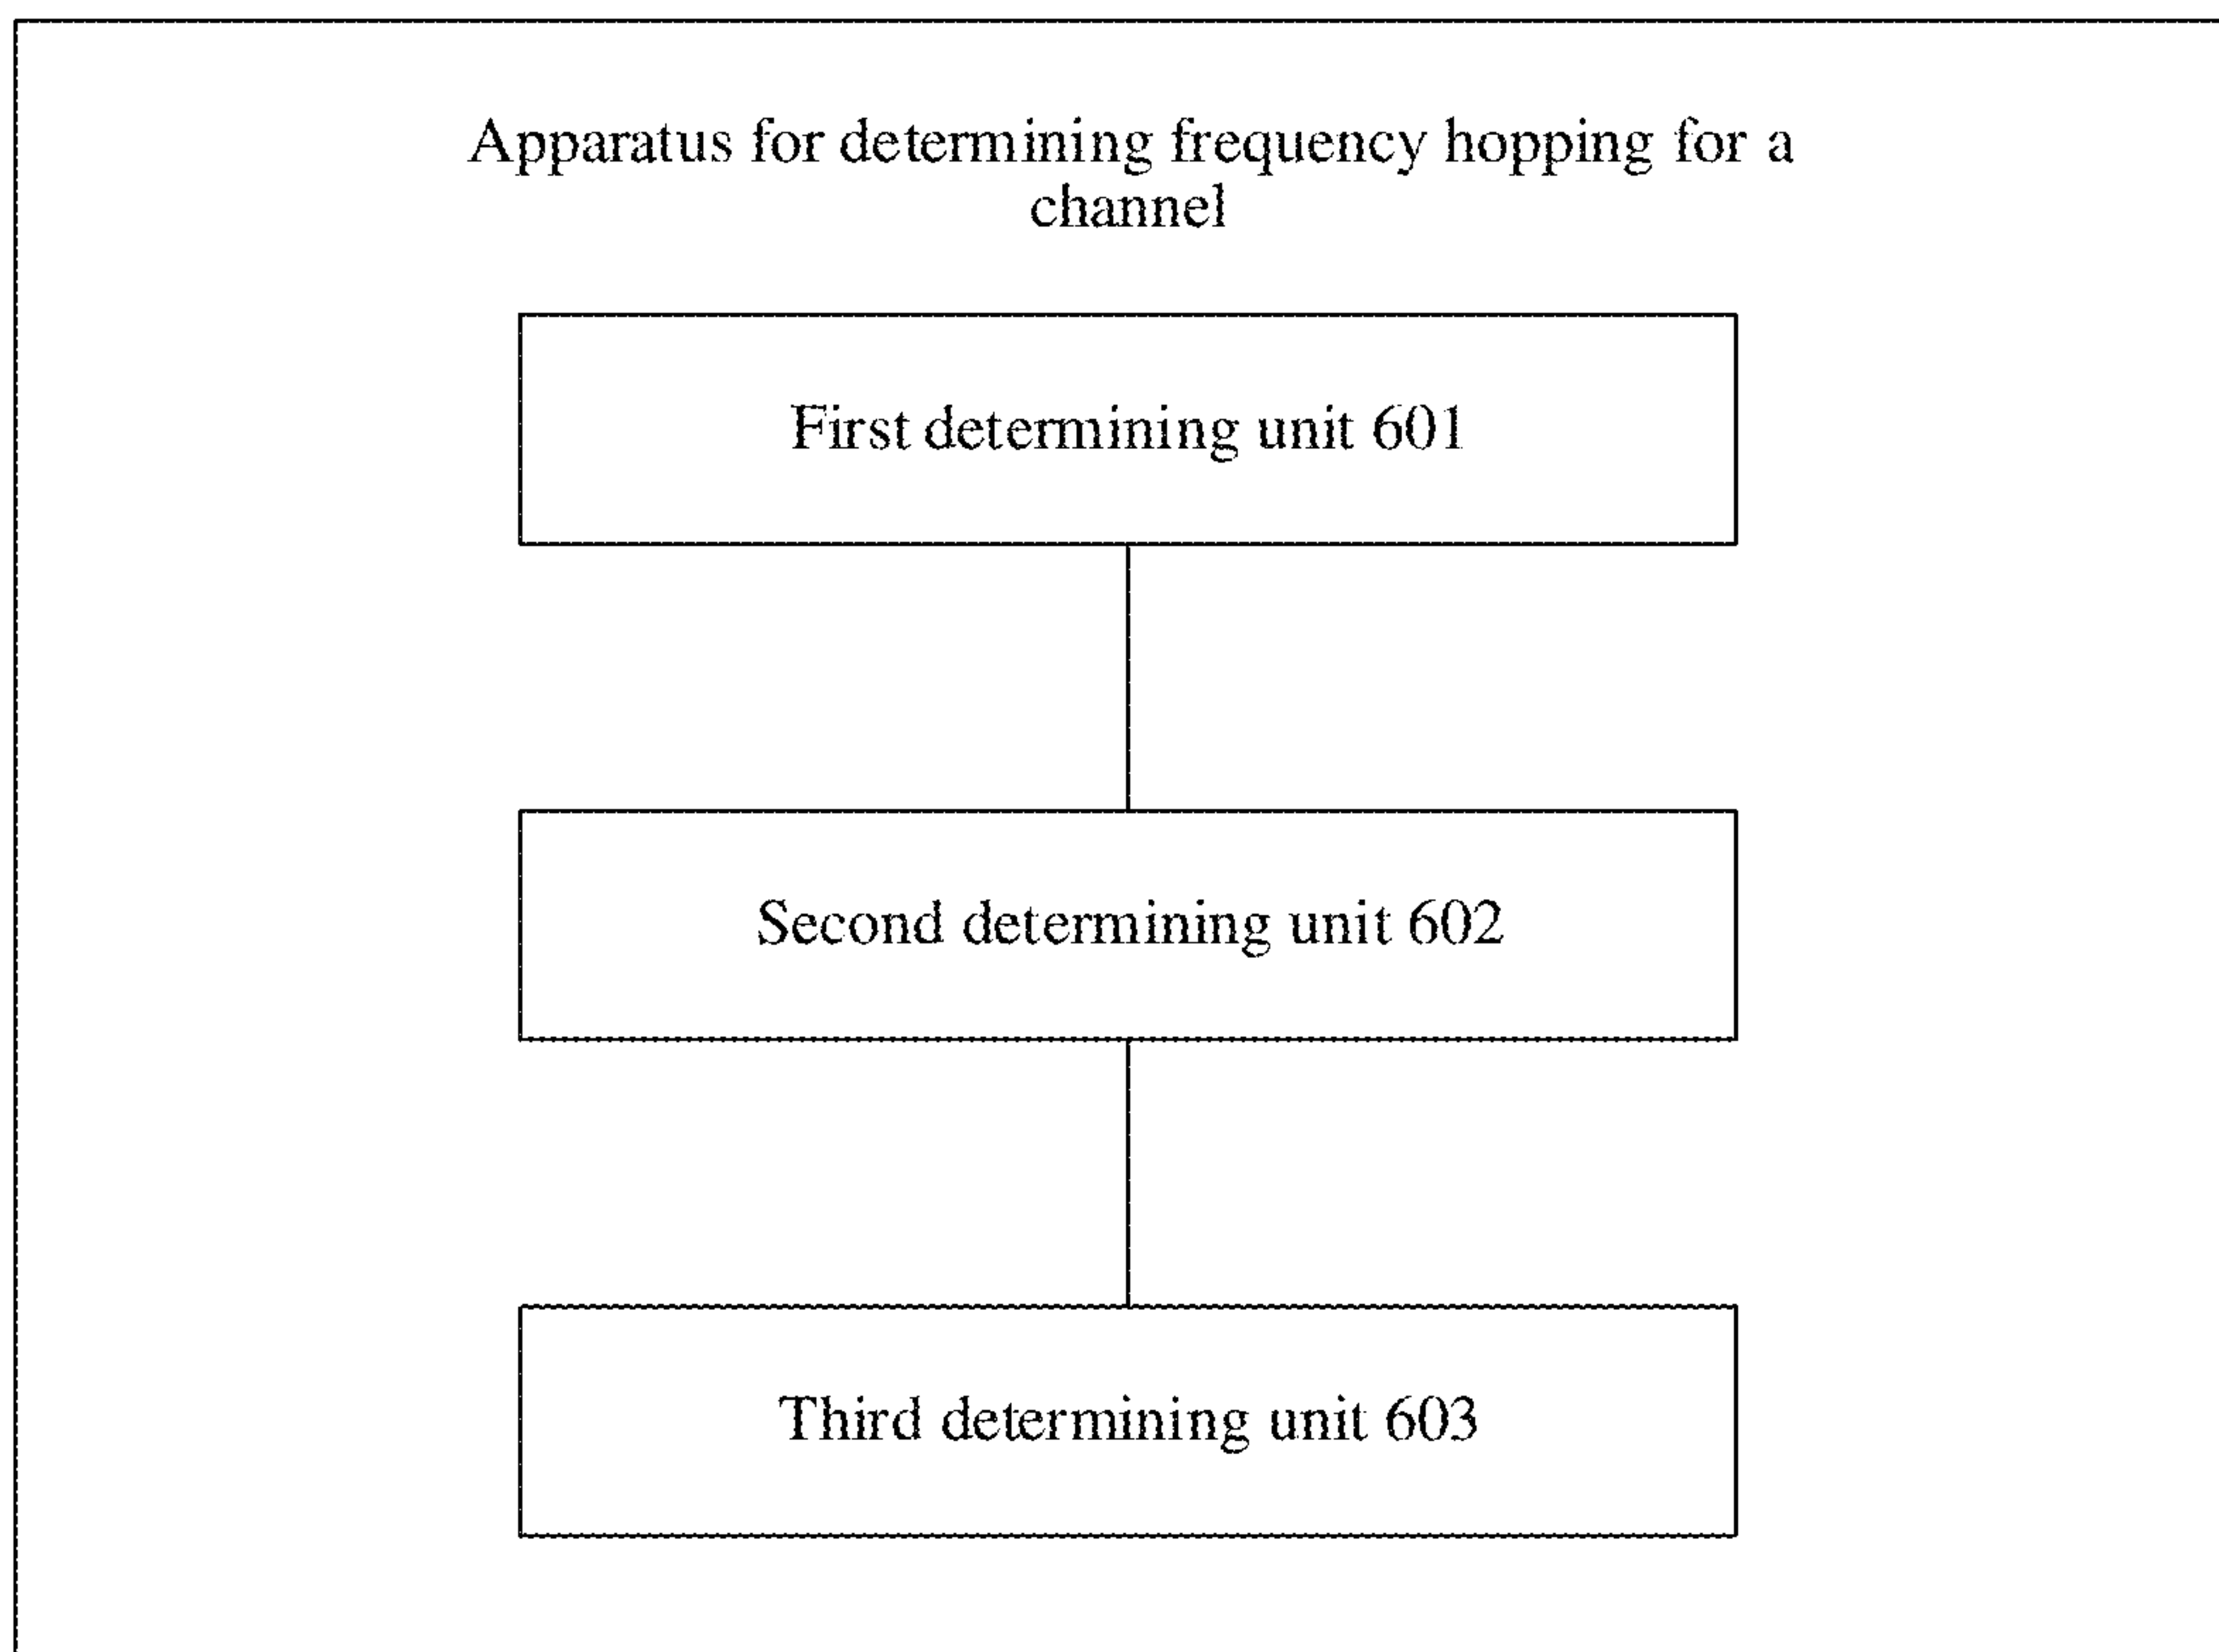 Apparatus for determining frequency hopping for a
channel
First determining unit 601
Second determining unit 602
Third determining unit 603